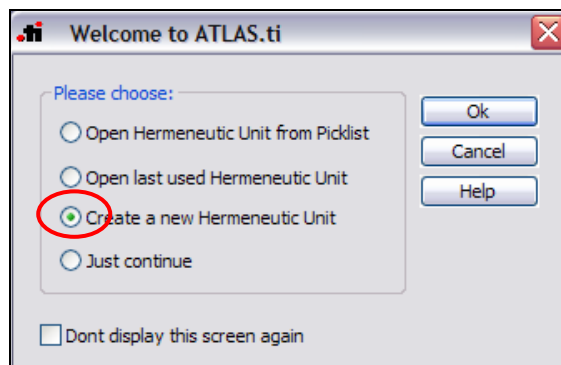 .ti Welcome to ATLAS.ti
Please choose:
Open Hermeneutic Unit from Picklist
Open last used Hermeneutic Unit
Create a new Hermeneutic Unit
Just continue
Ok
Cancel
Help
Dont display this screen again